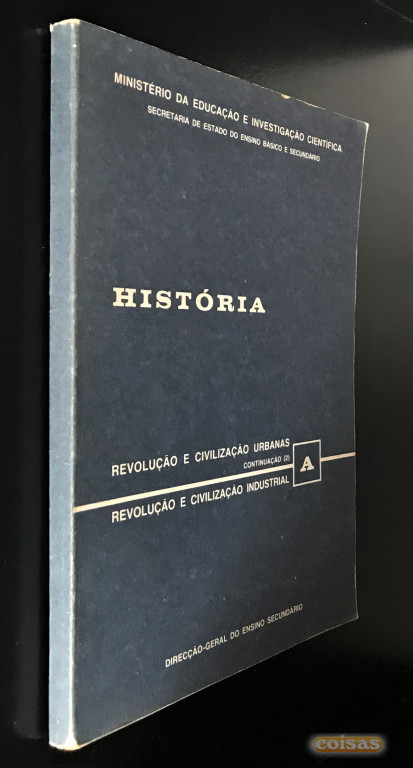 MINISTÉRIO DA EDUCAÇÃO E INVESTIGAÇÃO CIENTÍFICA
SECRETARIA DE ESTADO DO ENSINO BÁSICO E SECUNDÁRIO
HISTÓRIA
REVOLUÇÃO E CIVILIZAÇÃO URBANAS
CONTINUAÇÃO (2)
A
REVOLUÇÃO E CIVILIZAÇÃO INDUSTRIAL
DIRECÇÃO-GERAL DO ENSINO SECUNDÁRIO
coisas